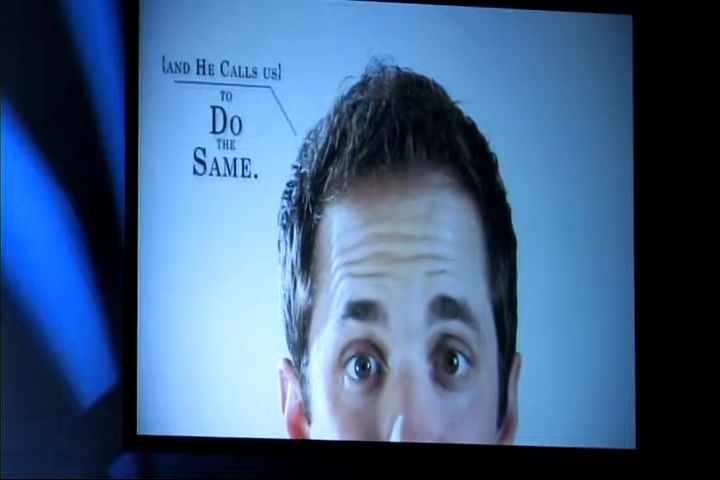 {AND HE CALLS US}
TO
DO
THE
SAME.